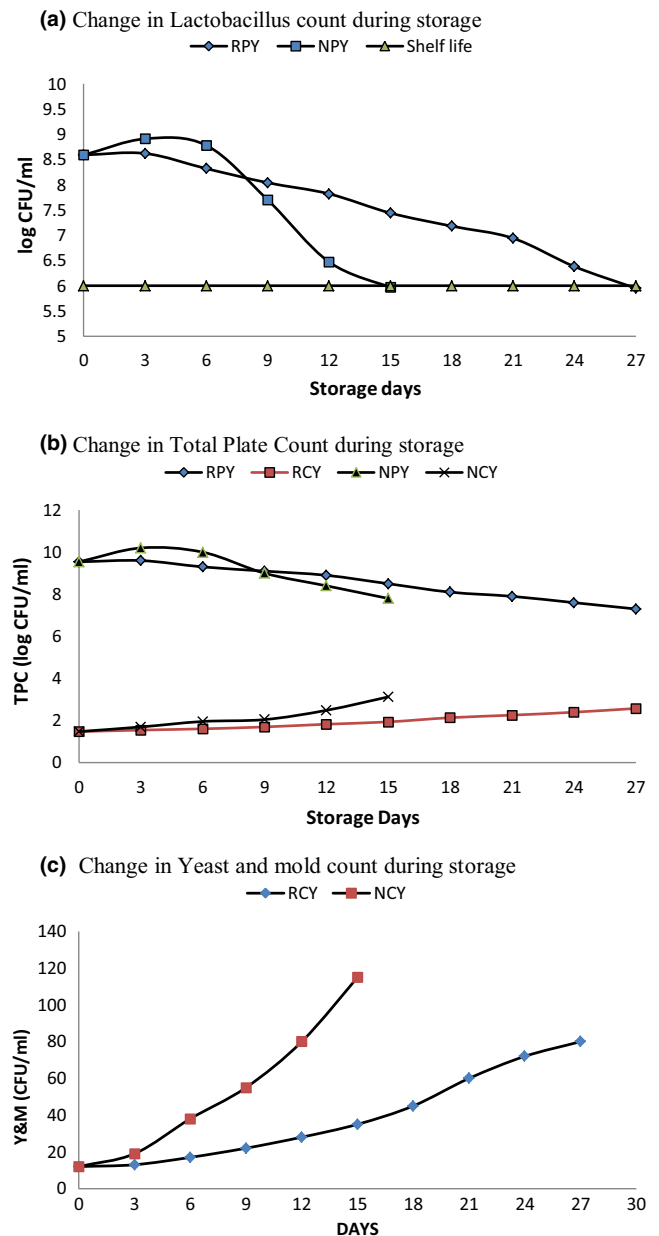 (a) Change in Lactobacillus count during storage
RPY NPY Shelf life
10
9.5
9
8.5
8
7.5
7
6.5
6
5.5
5
log CFU/ml
0 3 6 9 12 15 18 21 24 27
Storage days
(b) Change in Total Plate Count during storage
RPY RCY NPY NCY
12
10
8
6
4
2
0
TPC (log CFU/ml)
0 3 6 9 12 15 18 21 24 27
Storage Days
(c) Change in Yeast and mold count during storage
RCY NCY
140
120
100
80
60
40
20
0
Y&M (CFU/ml)
0 3 6 9 12 15 18 21 24 27 30
DAYS